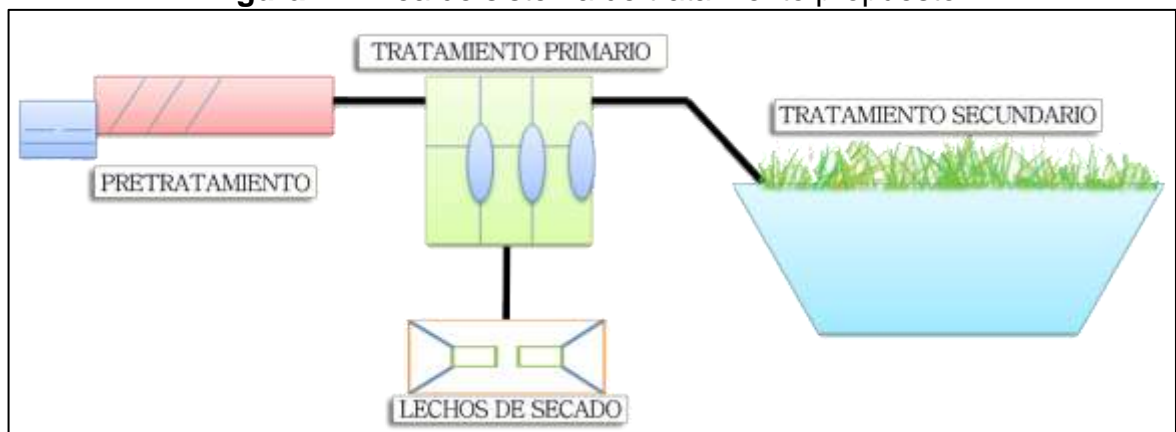 TRATAMIENTO PRIMARIO
TRATAMIENTO SECUNDARIO
PRETRATAMIENTO
LECHOS DE SECADO